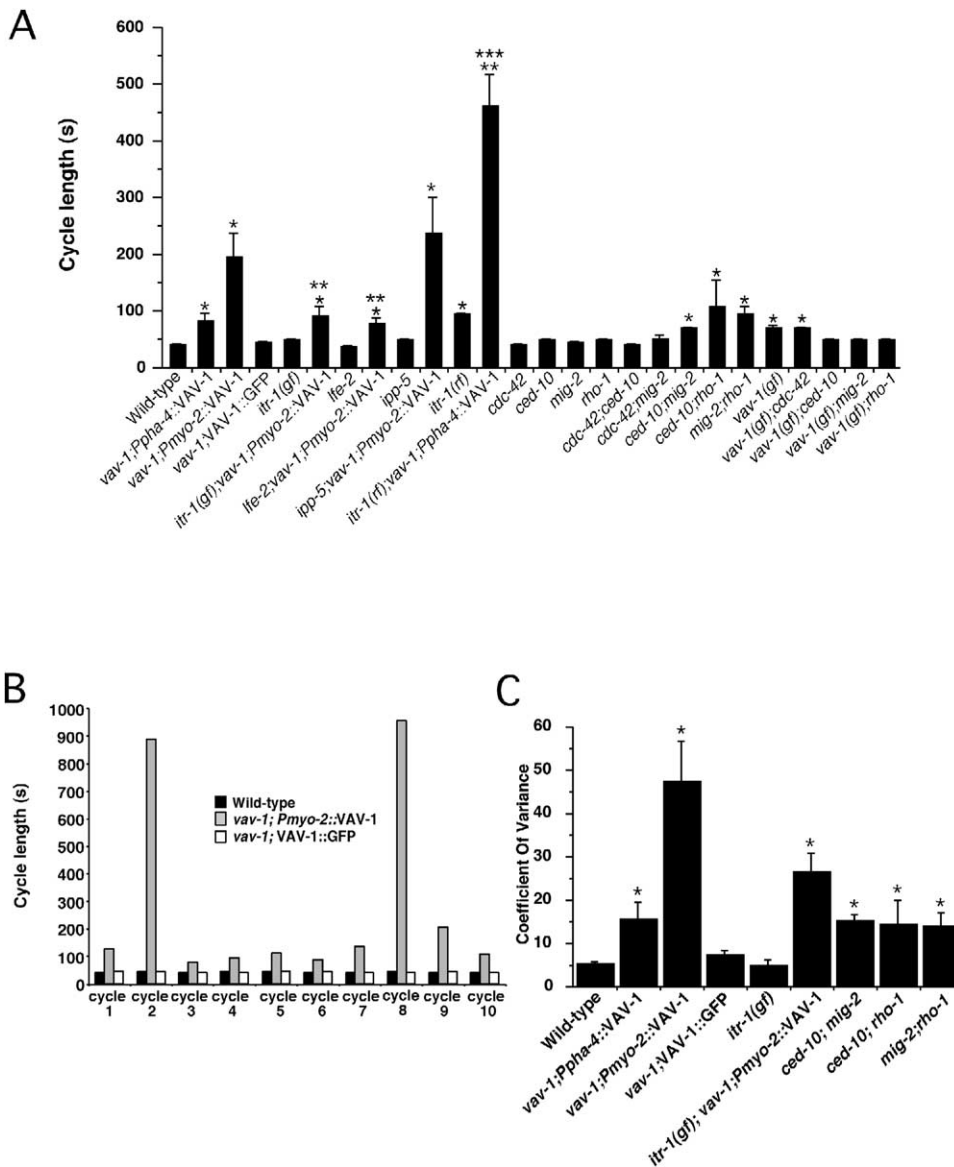 A
600
500
400
300
200
100
0
Cycle length (s)
*
*
**
*
**
*
*
*
***
**
*
*
*
*
*
Wild-type
vav-1;Ppha-4::VAV-1
vav-1;Pmyo-2::VAV-1
vav-1;VAV-1::GFP
itr-1(gf)
itr-1(gf);vav-1;Pmyo-2::VAV-1
lfe-2
lfe-2;vav-1;Pmyo-2::VAV-1
ipp-5
ipp-5;vav-1;Pmyo-2::VAV-1
itr-1(rf)
itr-1(rf);vav-1;Ppha-4::VAV-1
cdc-42
ced-10
mig-2
rho-1
cdc-42;ced-10
cdc-42;mig-2
ced-10;mig-2
ced-10;rho-1
mig-2;rho-1
vav-1(gf)
vav-1(gf);cdc-42
vav-1(gf);ced-10
vav-1(gf);mig-2
vav-1(gf);rho-1
B
1000
900
800
700
600
500
400
300
200
100
0
Cycle length (s)
Wild-type
vav-1; Pmyo-2::VAV-1
vav-1; VAV-1::GFP
cycle 1
cycle 2
cycle 3
cycle 4
cycle 5
cycle 6
cycle 7
cycle 8
cycle 9
cycle 10
C
60
50
40
30
20
10
0
Coefficient Of Variance
*
*
*
*
*
*
Wild-type
vav-1;Ppha-4::VAV-1
vav-1;Pmyo-2::VAV-1
vav-1;VAV-1::GFP
itr-1(gf)
itr-1(gf); vav-1;Pmyo-2::VAV-1
ced-10; mig-2
ced-10; rho-1
mig-2;rho-1